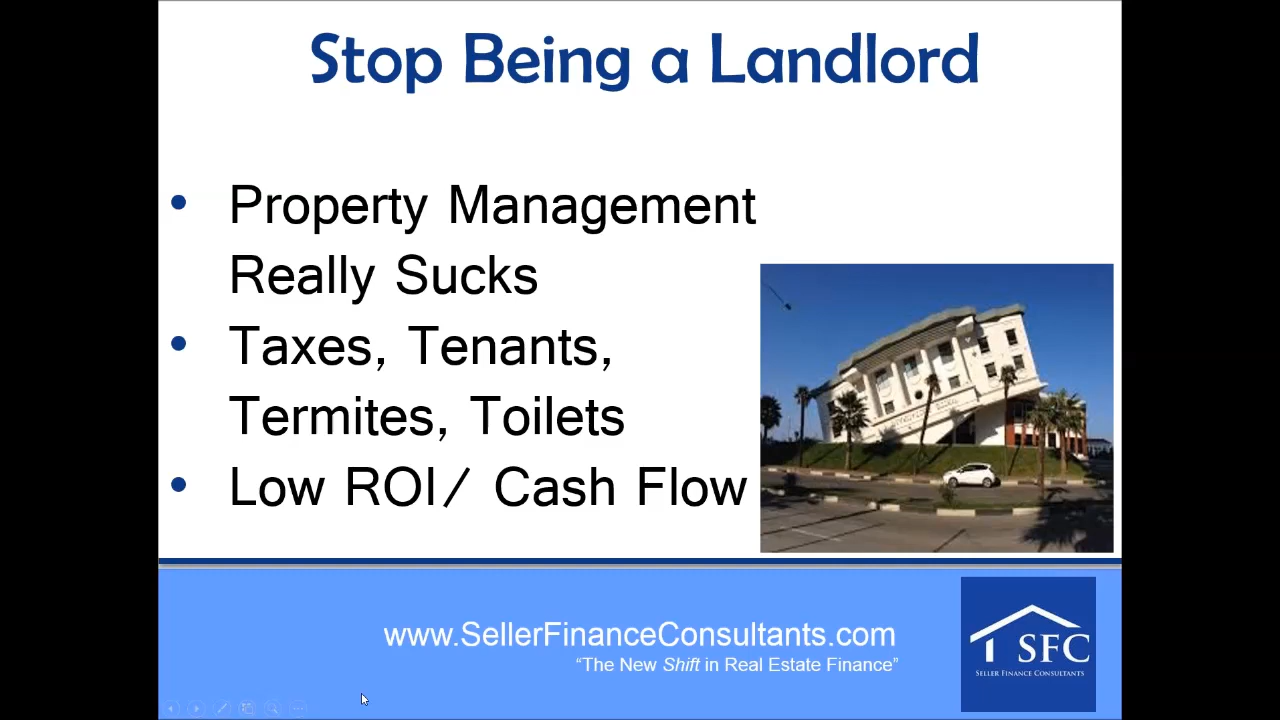 Stop Being a Landlord
• Property Management
Really Sucks
• Taxes, Tenants,
Termites, Toilets
• Low ROI/ Cash Flow
www.SellerFinanceConsultants.com
“The New Shift in Real Estate Finance”
SFC
SELLER FINANCE CONSULTANTS